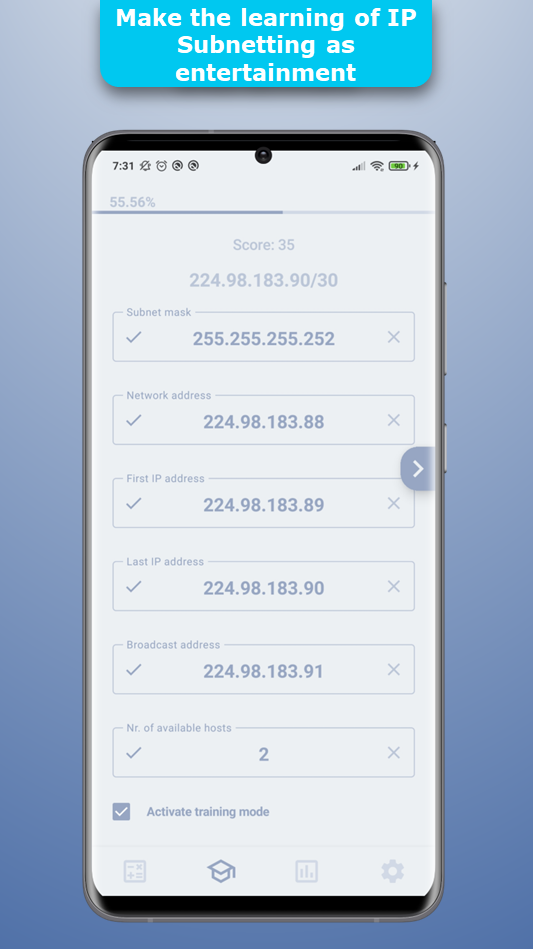 Make the learning of IP
Subnetting as
entertainment
7:31
90
55.56%
Score: 35
224.98.183.90/30
Subnet mask
255.255.255.252
Network address
224.98.183.88
First IP address
224.98.183.89
Last IP address
224.98.183.90
Broadcast address
224.98.183.91
Nr. of available hosts
2
Activate training mode